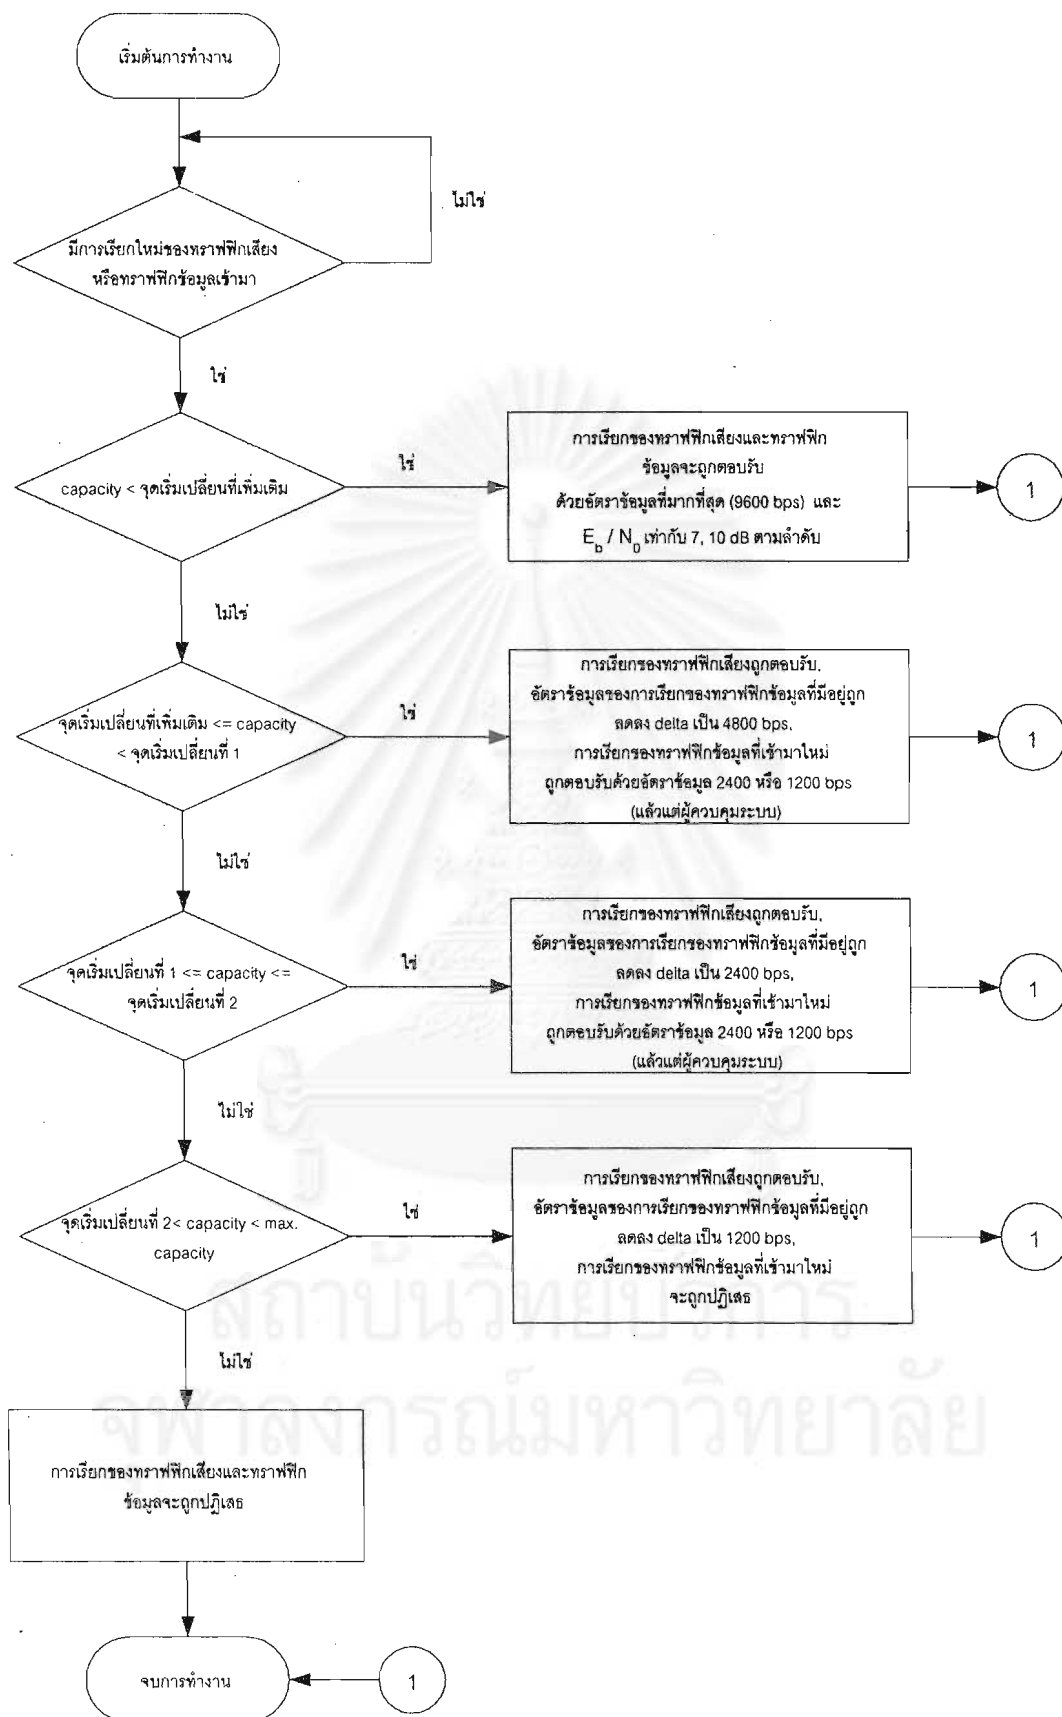 เริ่มต้นการทำงาน
ไม่ใช่
มีการเรียกใหม่ของทราฟฟิกเสียง
หรือทราฟฟิกข้อมูลเข้ามา
ใช่
capacity < จุดเริ่มเปลี่ยนที่เพิ่มเติม
ใช่
การเรียกของทราฟฟิกเสียงและทราฟฟิก
ข้อมูลจะถูกตอบรับ
ด้วยอัตราข้อมูลที่มากที่สุด (9600 bps) และ
E_b / N_0 เท่ากับ 7, 10 dB ตามลำดับ
1
ไม่ใช่
จุดเริ่มเปลี่ยนที่เพิ่มเติม <= capacity
< จุดเริ่มเปลี่ยนที่ 1
ใช่
การเรียกของทราฟฟิกเสียงถูกตอบรับ,
อัตราข้อมูลของการเรียกของทราฟฟิกข้อมูลที่มีอยู่ถูก
ลดลง delta เป็น 4800 bps,
การเรียกของทราฟฟิกข้อมูลที่เข้ามาใหม่
ถูกตอบรับด้วยอัตราข้อมูล 2400 หรือ 1200 bps
(แล้วแต่ผู้ควบคุมระบบ)
1
ไม่ใช่
จุดเริ่มเปลี่ยนที่ 1 <= capacity <=
จุดเริ่มเปลี่ยนที่ 2
ใช่
การเรียกของทราฟฟิกเสียงถูกตอบรับ,
อัตราข้อมูลของการเรียกของทราฟฟิกข้อมูลที่มีอยู่ถูก
ลดลง delta เป็น 2400 bps,
การเรียกของทราฟฟิกข้อมูลที่เข้ามาใหม่
ถูกตอบรับด้วยอัตราข้อมูล 2400 หรือ 1200 bps
(แล้วแต่ผู้ควบคุมระบบ)
1
ไม่ใช่
จุดเริ่มเปลี่ยนที่ 2< capacity < max.
capacity
ใช่
การเรียกของทราฟฟิกเสียงถูกตอบรับ,
อัตราข้อมูลของการเรียกของทราฟฟิกข้อมูลที่มีอยู่ถูก
ลดลง delta เป็น 1200 bps,
การเรียกของทราฟฟิกข้อมูลที่เข้ามาใหม่
จะถูกปฏิเสธ
1
สถาบันวิทยบริการ
ไม่ใช่
จุฬาลงกรณ์มหาวิทยาลัย
การเรียกของทราฟฟิกเสียงและทราฟฟิก
ข้อมูลจะถูกปฏิเสธ
จบการทำงาน
1